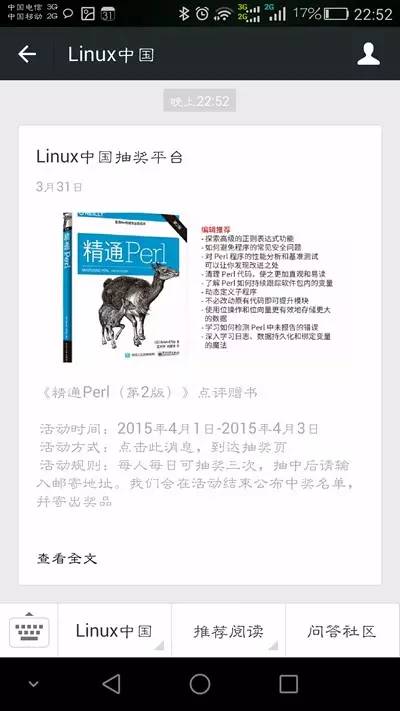 中国电信 3G
中国移动 2G
31
3G
2G
2G
17%
22:52
Linux中国
晚上22:52
Linux中国抽奖平台
3月31日
O'REILLY
精通Perl
编辑推荐
- 探索高级的正则表达式功能
- 如何避免程序的常见安全问题
- 对 Perl 程序的性能分析和基准测试
可以让你发现改进之处
- 清理 Perl 代码，使之更加直观和易读
- 了解 Perl 如何持续跟踪软件包内的变量
- 动态定义子程序
- 不必改动原有代码即可提升模块
- 使用位操作和位向量更有效地存储更大
的数据
- 学习如何检测 Perl 中未报告的错误
- 深入学习日志、数据持久化和绑定变量
的魔法
《精通Perl（第2版）》点评赠书
活动时间：2015年4月1日-2015年4月3日
活动方式：点击此消息，到达抽奖页
活动规则：每人每日可抽奖三次，抽中后请输
入邮寄地址。我们会在活动结束公布中奖名单，
并寄出奖品
查看全文
Linux中国
推荐阅读
问答社区